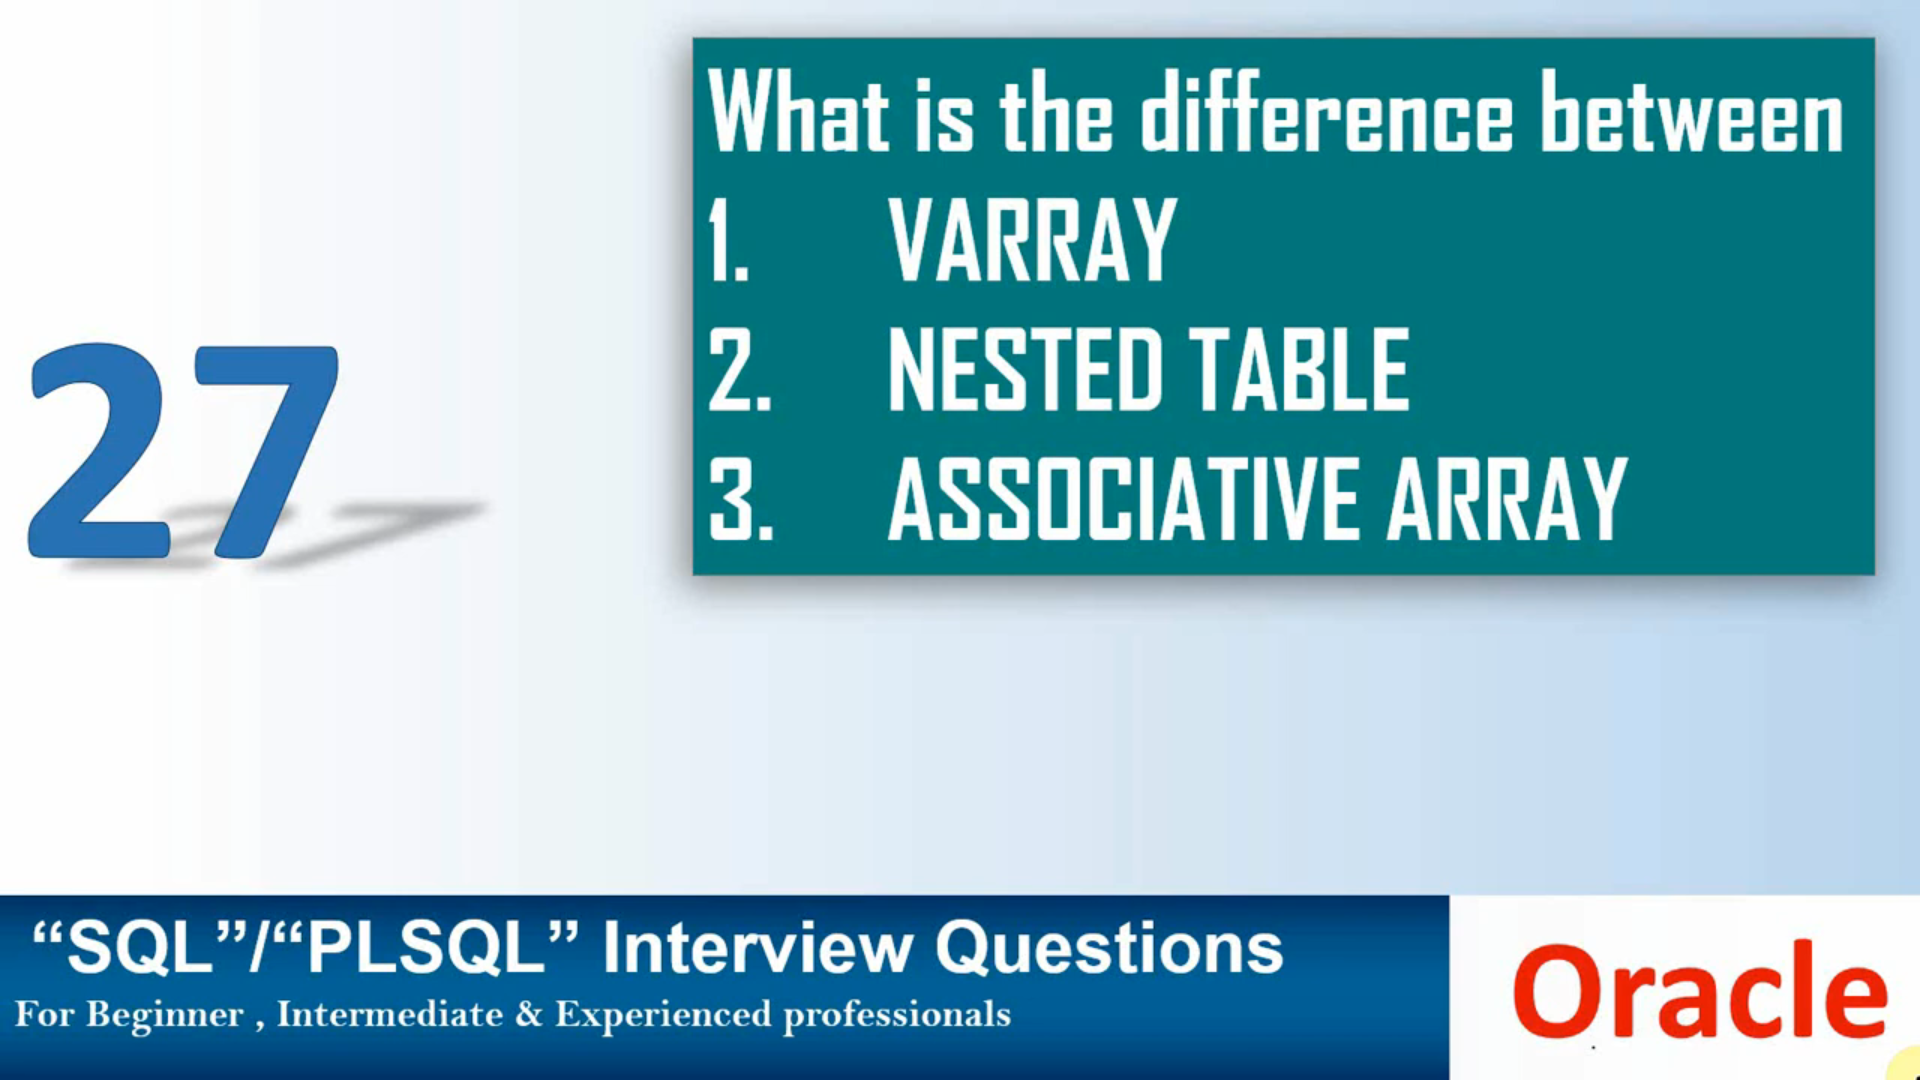 What is the difference between
1. VARRAY
2. NESTED TABLE
3. ASSOCIATIVE ARRAY
27
“SQL”/“PLSQL” Interview Questions
For Beginner , Intermediate & Experienced professionals
Oracle